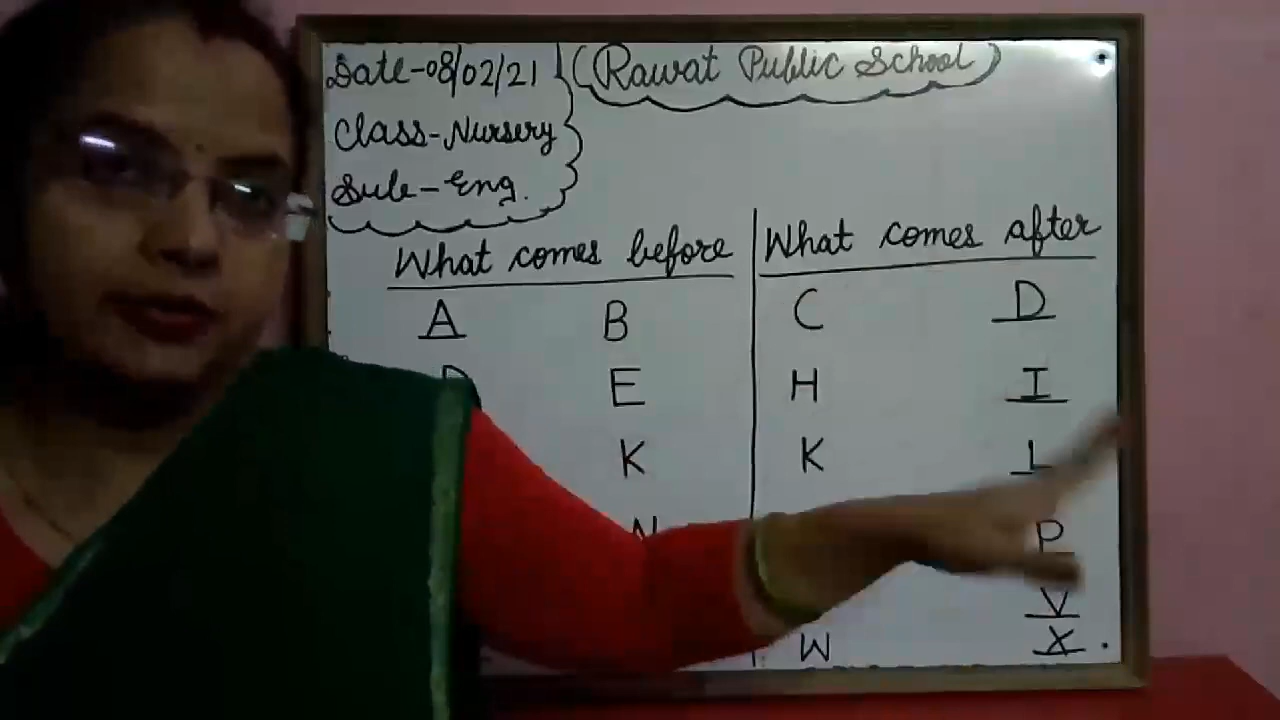 Date-08/02/21 (Rawat Public School)
Class-Nursery
Sub-Eng.
What comes before What comes after
A B C D
D E H I
K K L
N P
V
W X.